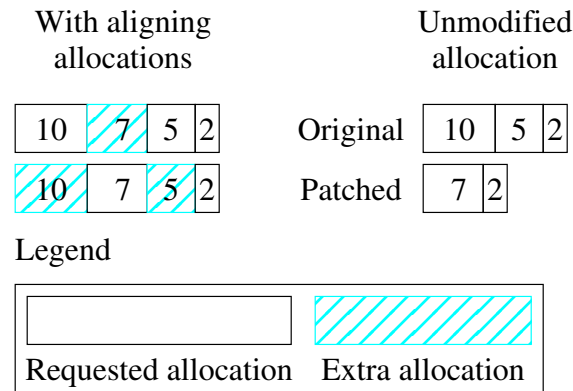 With aligning
allocations
Unmodified
allocation
10 7 5 2
Original 10 5 2
10 7 5 2
Patched 7 2
Legend
Requested allocation
Extra allocation